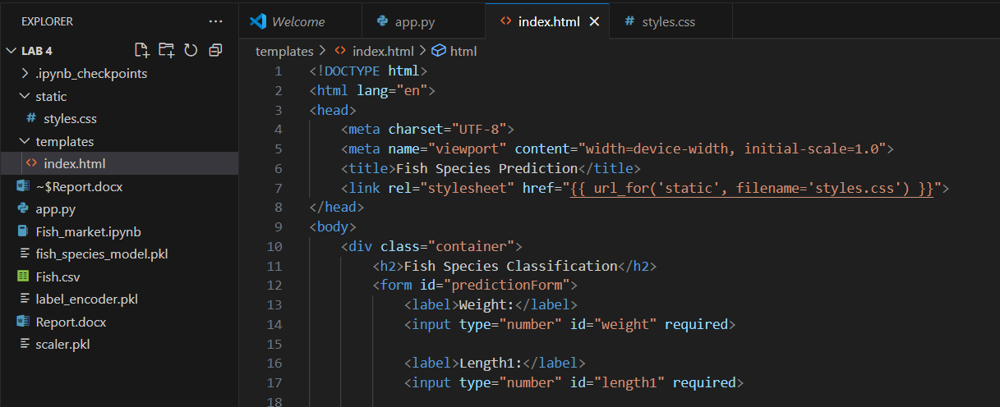 EXPLORER ···
LAB 4
.ipynb_checkpoints
static
# styles.css
templates
<> index.html
~$Report.docx
app.py
Fish_market.ipynb
fish_species_model.pkl
Fish.csv
label_encoder.pkl
Report.docx
scaler.pkl
Welcome app.py <> index.html # styles.css
templates > <> index.html > html
1 <!DOCTYPE html>
2 <html lang="en">
3 <head>
4 <meta charset="UTF-8">
5 <meta name="viewport" content="width=device-width, initial-scale=1.0">
6 <title>Fish Species Prediction</title>
7 <link rel="stylesheet" href="{{ url_for('static', filename='styles.css') }}">
8 </head>
9 <body>
10 <div class="container">
11 <h2>Fish Species Classification</h2>
12 <form id="predictionForm">
13 <label>Weight:</label>
14 <input type="number" id="weight" required>
15
16 <label>Length1:</label>
17 <input type="number" id="length1" required>
18